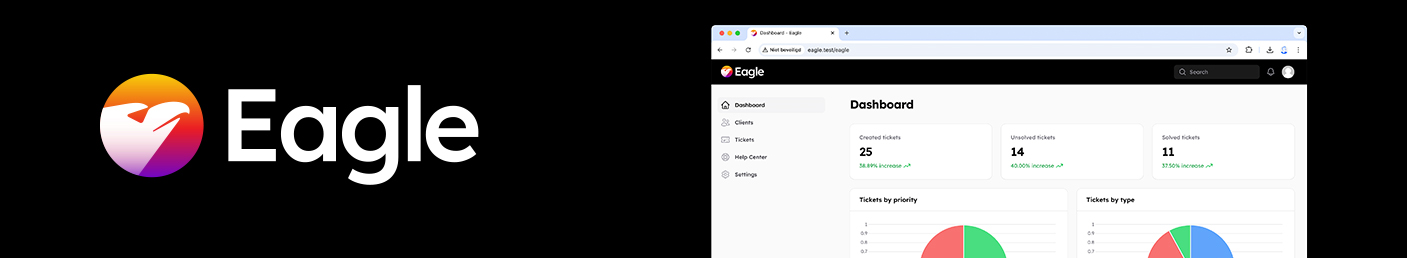 Eagle
Dashboard - Eagle
Niet beveiligd
eagle.test/eagle
Eagle
Search
Dashboard
Clients
Tickets
Help Center
Settings
Dashboard
Created tickets
25
38.89% increase
Unsolved tickets
14
40.00% increase
Solved tickets
11
37.50% increase
Tickets by priority
1
0.9
0.8
0.7
Tickets by type
1
0.9
0.8
0.7